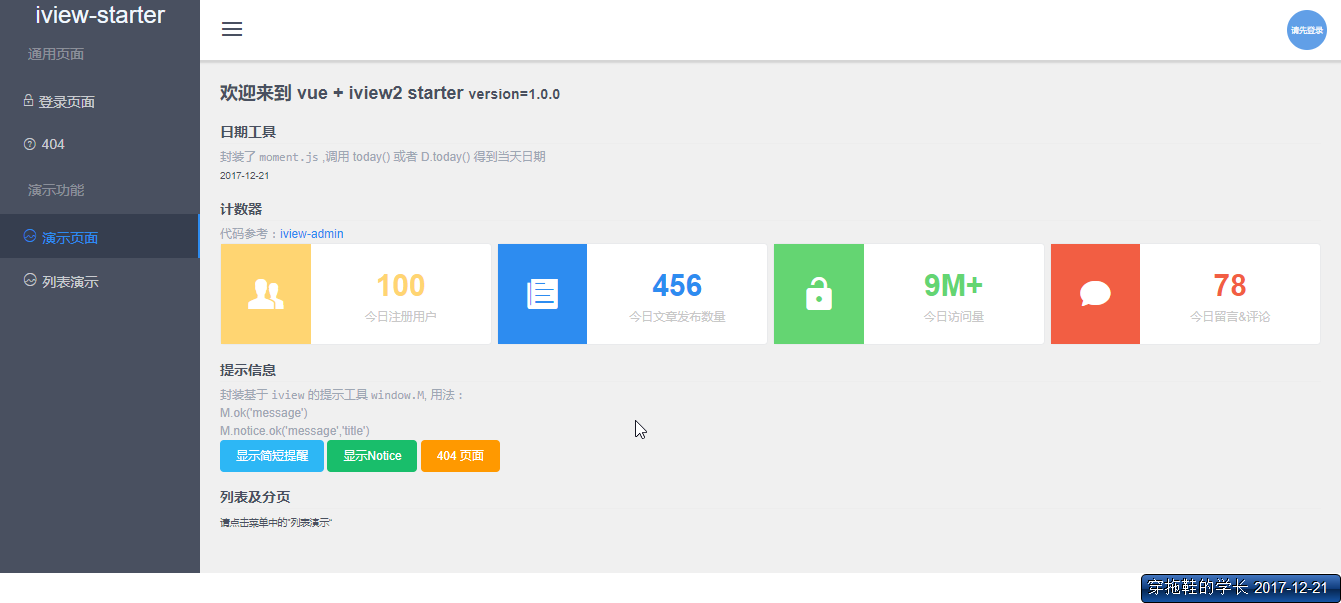 iview-starter
通用页面
登录页面
404
演示功能
演示页面
列表演示
请先登录
欢迎来到 vue + iview2 starter version=1.0.0
日期工具
封装了 moment.js ,调用 today() 或者 D.today() 得到当天日期
2017-12-21
计数器
代码参考：iview-admin
100
今日注册用户
456
今日文章发布数量
9M+
今日访问量
78
今日留言&评论
提示信息
封装基于 iview 的提示工具 window.M, 用法：
M.ok('message')
M.notice.ok('message','title')
显示简短提醒 显示Notice 404 页面
列表及分页
请点击菜单中的"列表演示"
穿拖鞋的学长 2017-12-21